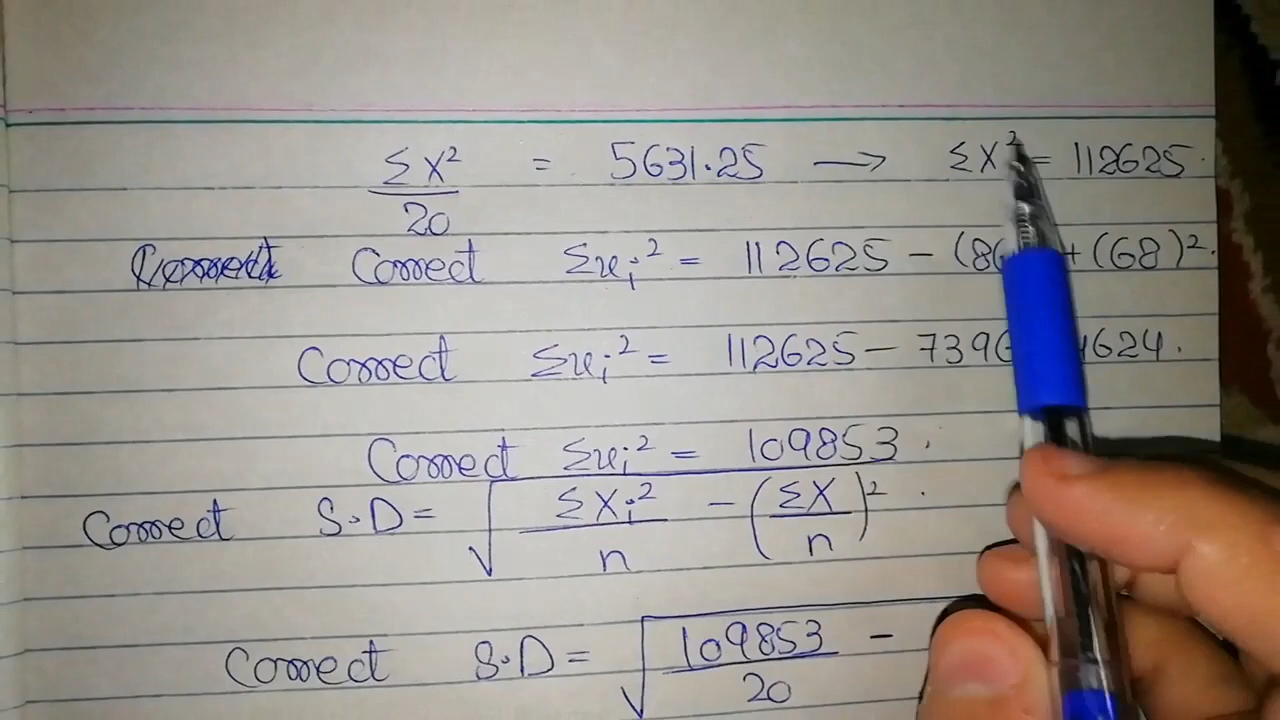 Σx² / 20 = 5631.25 → Σx² = 112625.
Correct Correct Σxᵢ² = 112625 – (86 + (68)².
Correct Σxᵢ² = 112625 – 7396 4624.
Correct Σxᵢ² = 109853.
Correct S.D = √ Σxᵢ² / n – (Σx / n)².
Correct S.D = √ 109853 / 20 –